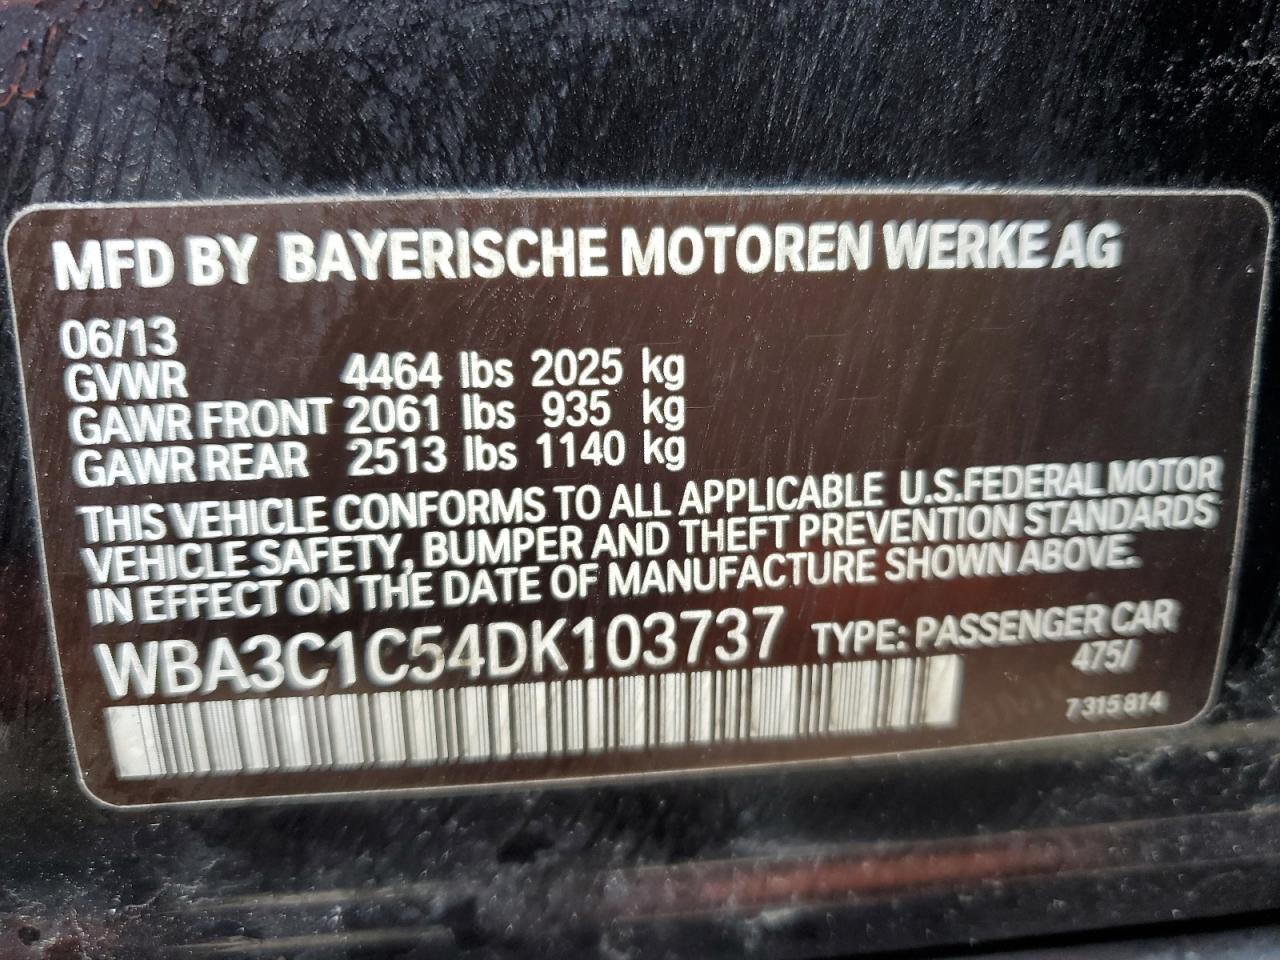 MFD BY BAYERISCHE MOTOREN WERKE AG
06/13
GVWR 4464 lbs 2025 kg
GAWR FRONT 2061 lbs 935 kg
GAWR REAR 2513 lbs 1140 kg
THIS VEHICLE CONFORMS TO ALL APPLICABLE U.S.FEDERAL MOTOR
VEHICLE SAFETY, BUMPER AND THEFT PREVENTION STANDARDS
IN EFFECT ON THE DATE OF MANUFACTURE SHOWN ABOVE.
WBA3C1C54DK103737 TYPE: PASSENGER CAR
475/
7 315 814